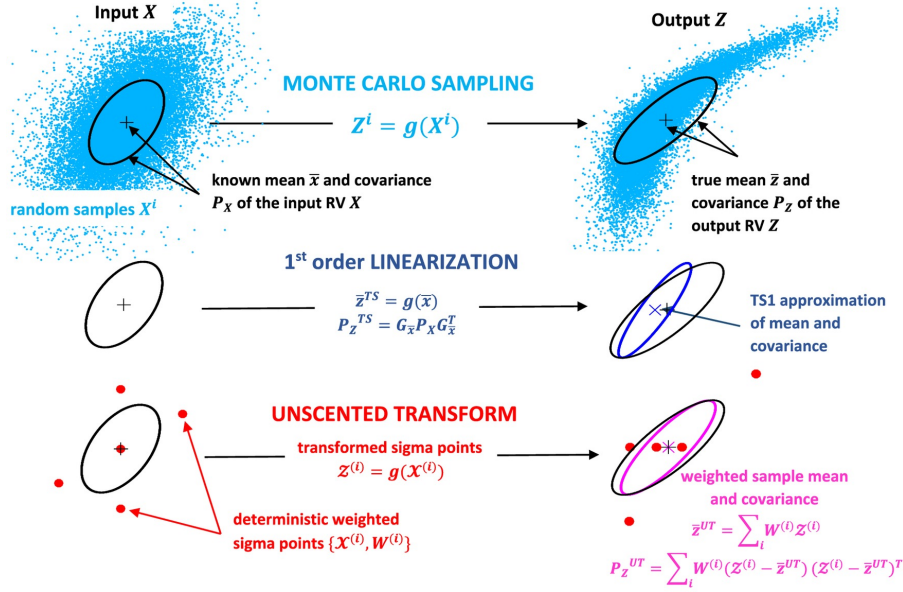 Input X
Output Z
MONTE CARLO SAMPLING
Zⁱ = g(Xⁱ)
known mean x̅ and covariance
P_X of the input RV X
random samples Xⁱ
true mean z̅ and
covariance P_Z of the
output RV Z
1st order LINEARIZATION
z̅^TS = g(x̅)
P_Z^TS = G_x̅ P_X G_x̅^T
TS1 approximation
of mean and
covariance
UNSCENTED TRANSFORM
transformed sigma points
𝒵^(i) = g(𝒳^(i))
deterministic weighted
sigma points {𝒳^(i), W^(i)}
weighted sample mean
and covariance
z̅^UT = ∑_i W^(i) 𝒵^(i)
P_Z^UT = ∑_i W^(i) (𝒵^(i) − z̅^UT) (𝒵^(i) − z̅^UT)^T